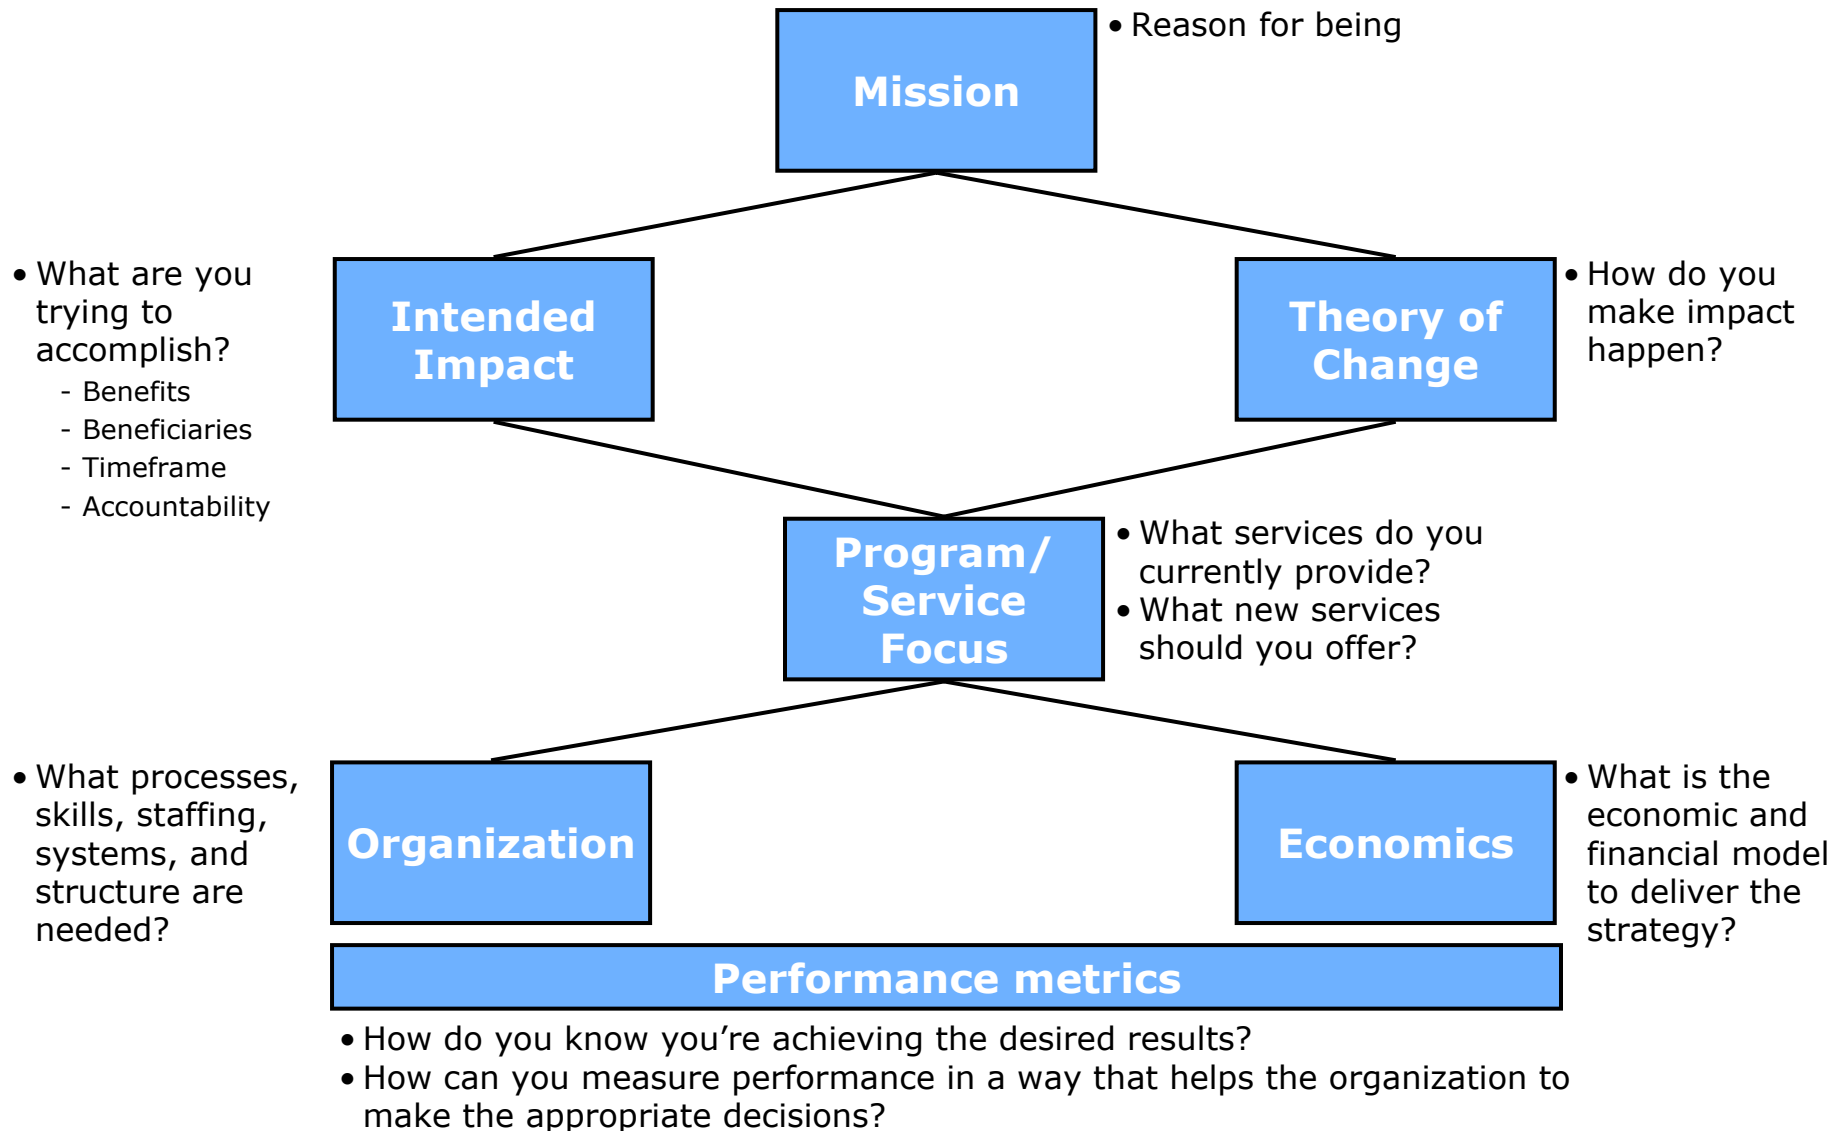 Mission
• Reason for being
• What are you
trying to
accomplish?
- Benefits
- Beneficiaries
- Timeframe
- Accountability
Intended
Impact
Theory of
Change
• How do you
make impact
happen?
Program/
Service
Focus
• What services do you
currently provide?
• What new services
should you offer?
• What processes,
skills, staffing,
systems, and
structure are
needed?
Organization
Economics
• What is the
economic and
financial model
to deliver the
strategy?
Performance metrics
• How do you know you’re achieving the desired results?
• How can you measure performance in a way that helps the organization to
make the appropriate decisions?